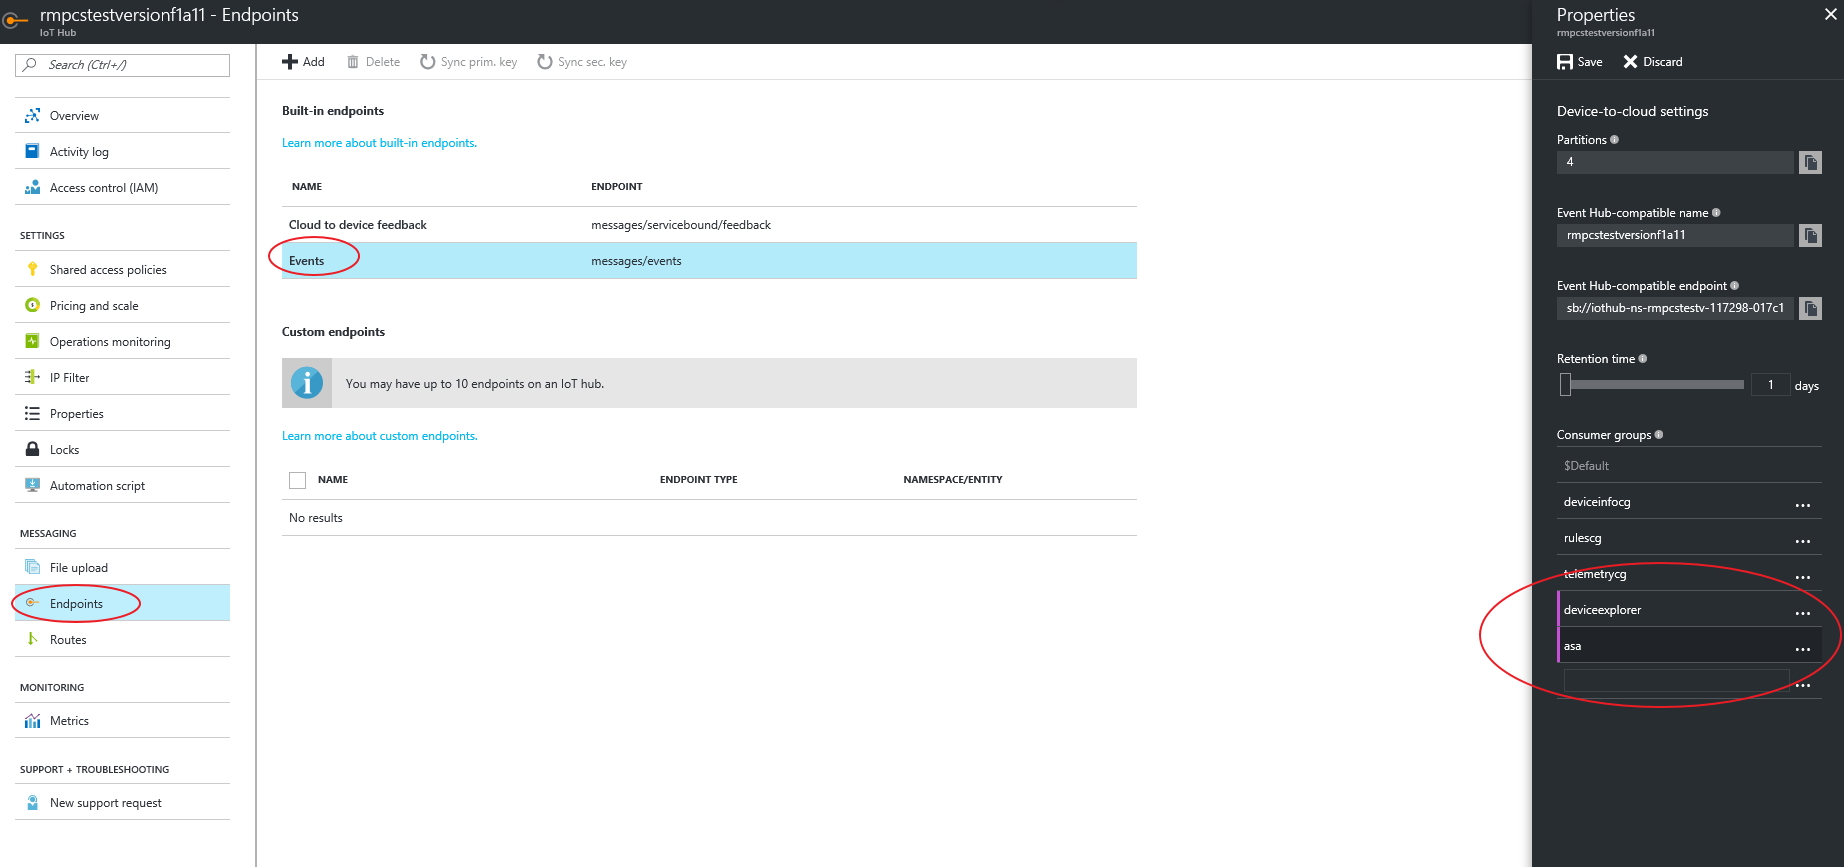 rmpcstestversionf1a11 - Endpoints
IoT Hub
Search (Ctrl+/)
Overview
Activity log
Access control (IAM)
SETTINGS
Shared access policies
Pricing and scale
Operations monitoring
IP Filter
Properties
Locks
Automation script
MESSAGING
File upload
Endpoints
Routes
MONITORING
Metrics
SUPPORT + TROUBLESHOOTING
New support request
Add Delete Sync prim. key Sync sec. key
Built-in endpoints
Learn more about built-in endpoints.
NAME ENDPOINT
Cloud to device feedback messages/servicebound/feedback
Events messages/events
Custom endpoints
You may have up to 10 endpoints on an IoT hub.
Learn more about custom endpoints.
NAME ENDPOINT TYPE NAMESPACE/ENTITY
No results
Properties
rmpcstestversionf1a11
Save Discard
Device-to-cloud settings
Partitions
4
Event Hub-compatible name
rmpcstestversionf1a11
Event Hub-compatible endpoint
sb://iothub-ns-rmpcstestv-117298-017c1
Retention time
1 days
Consumer groups
$Default
deviceinfocg ...
rulescg ...
telemetrycg ...
deviceexplorer ...
asa ...
...